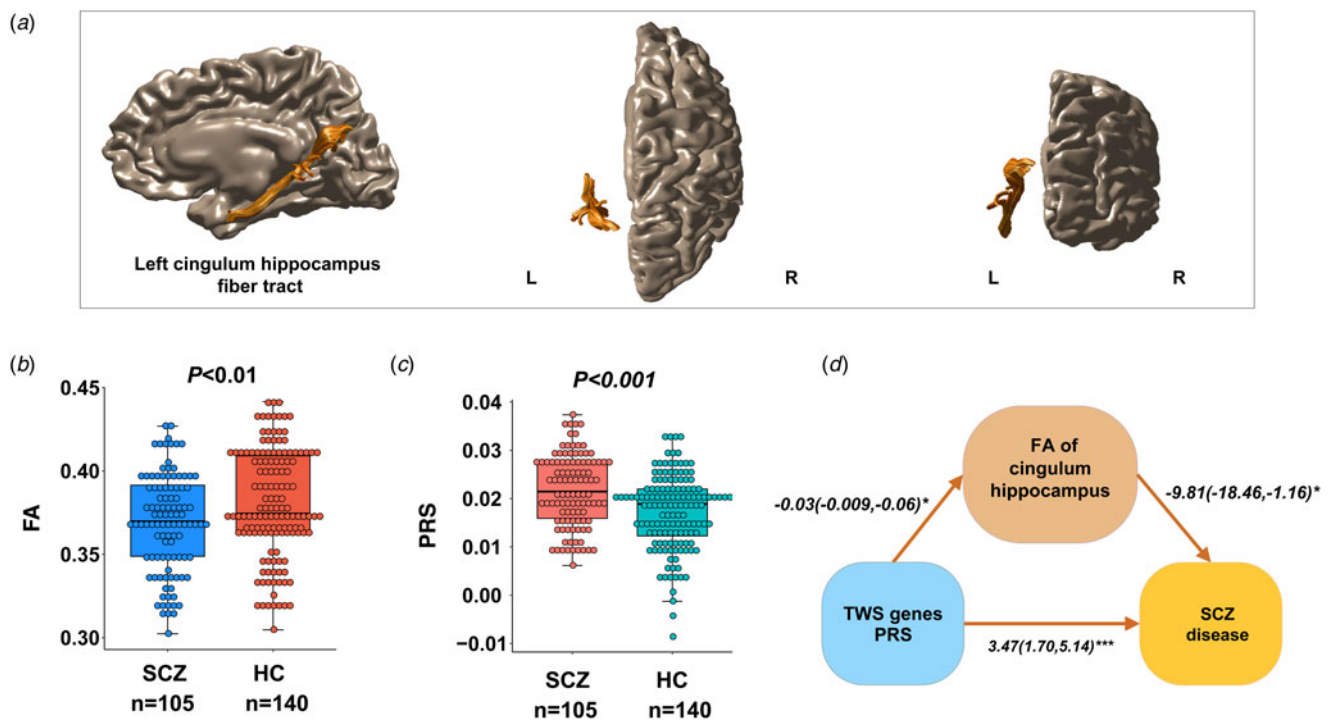 (a)
Left cingulum hippocampus
fiber tract
L
R
L
R
(b)
P<0.01
FA
0.45
0.40
0.35
0.30
SCZ
n=105
HC
n=140
(c)
P<0.001
PRS
0.04
0.03
0.02
0.01
0.00
−0.01
SCZ
n=105
HC
n=140
(d)
FA of
cingulum
hippocampus
-0.03(-0.009,-0.06)*
-9.81(-18.46,-1.16)*
TWS genes
PRS
SCZ
disease
3.47(1.70,5.14)***